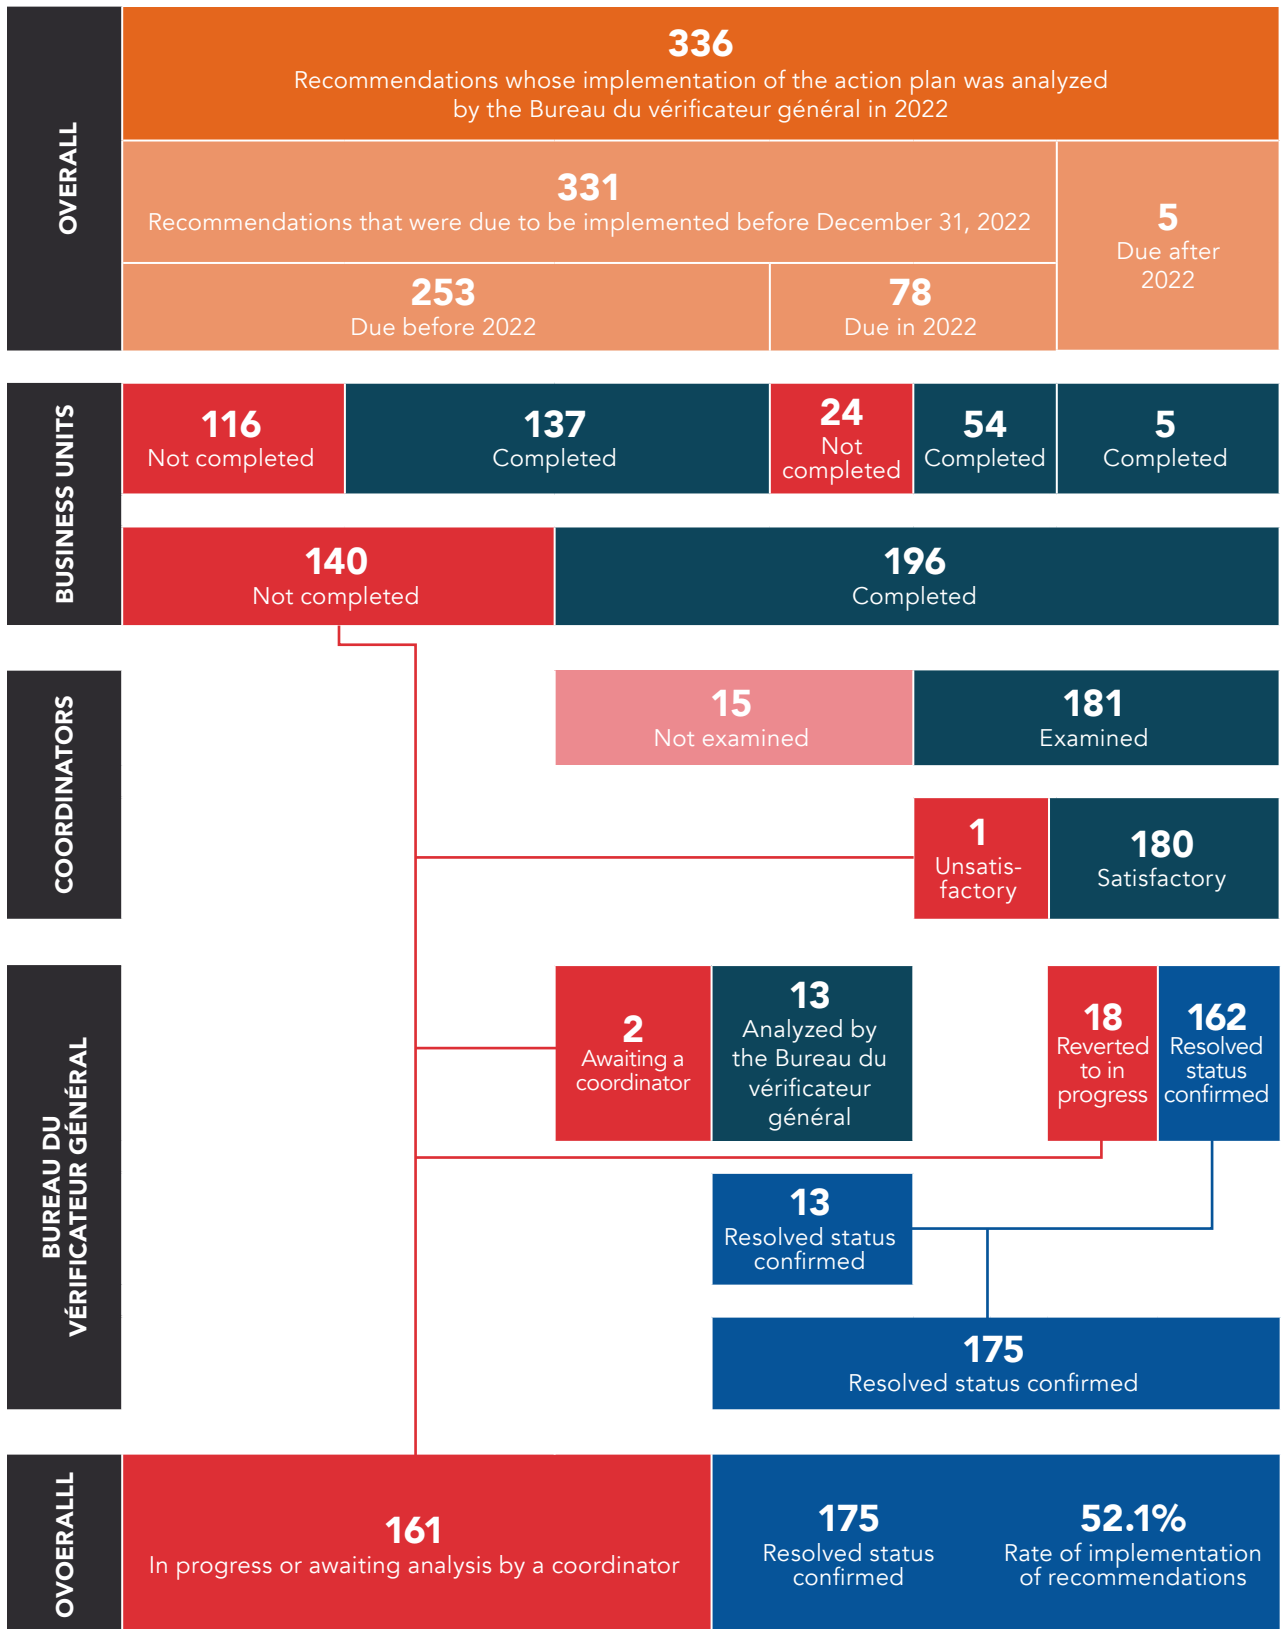 OVERALL
336
Recommendations whose implementation of the action plan was analyzed
by the Bureau du vérificateur général in 2022
331
Recommendations that were due to be implemented before December 31, 2022
5
Due after
2022
253
Due before 2022
78
Due in 2022
BUSINESS UNITS
116
Not completed
137
Completed
24
Not
completed
54
Completed
5
Completed
140
Not completed
196
Completed
COORDINATORS
15
Not examined
181
Examined
1
Unsatis-
factory
180
Satisfactory
BUREAU DU
VÉRIFICATEUR GÉNÉRAL
2
Awaiting a
coordinator
13
Analyzed by
the Bureau du
vérificateur
général
18
Reverted
to in
progress
162
Resolved
status
confirmed
13
Resolved status
confirmed
175
Resolved status confirmed
OVOERALLL
161
In progress or awaiting analysis by a coordinator
175
Resolved status
confirmed
52.1%
Rate of implementation
of recommendations